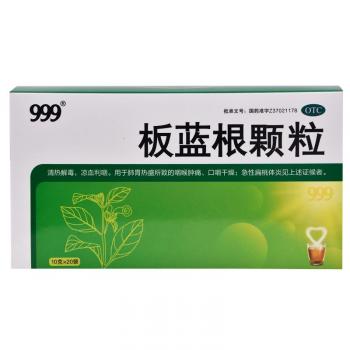 999®
批准文号：国药准字Z37021178
OTC
板蓝根颗粒
清热解毒，凉血利咽。用于肺胃热盛所致的咽喉肿痛、口咽干燥；急性扁桃体炎见上述证候者。
999
10克×20袋